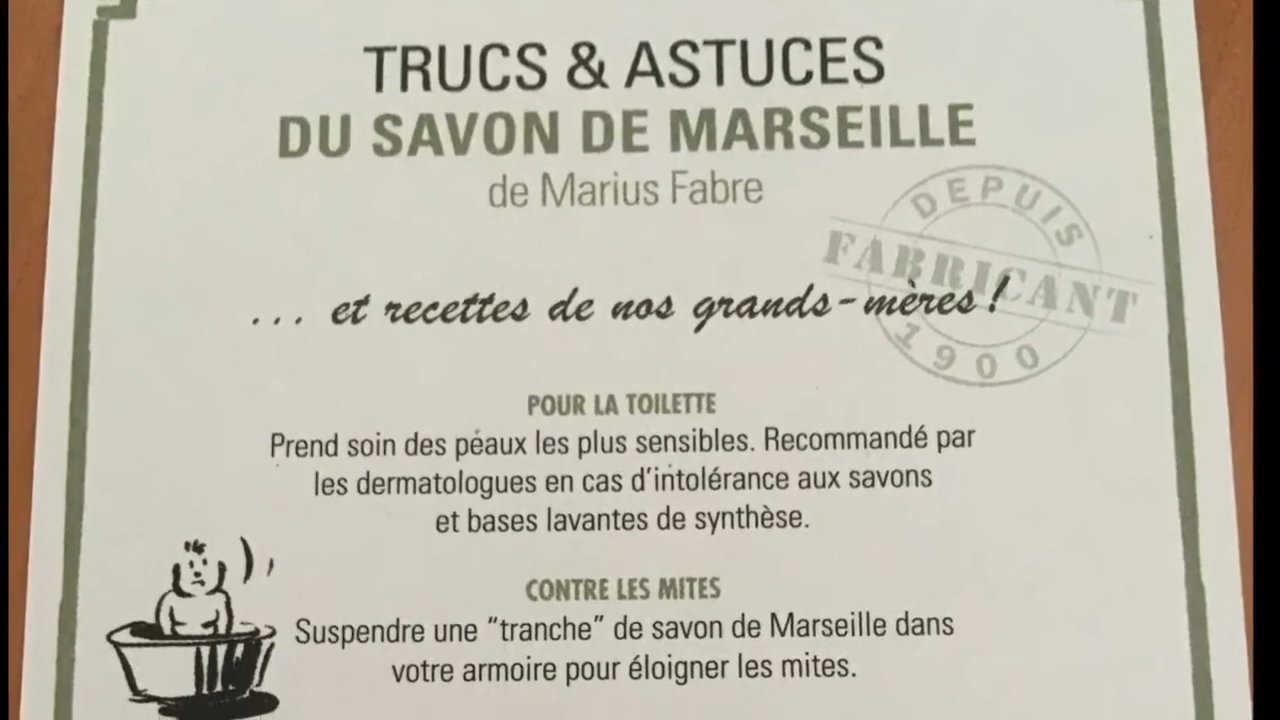 TRUCS & ASTUCES
DU SAVON DE MARSEILLE
de Marius Fabre
DEPUIS
FABRICANT
1900
... et recettes de nos grands-mères !
POUR LA TOILETTE
Prend soin des peaux les plus sensibles. Recommandé par
les dermatologues en cas d'intolérance aux savons
et bases lavantes de synthèse.
CONTRE LES MITES
Suspendre une "tranche" de savon de Marseille dans
votre armoire pour éloigner les mites.